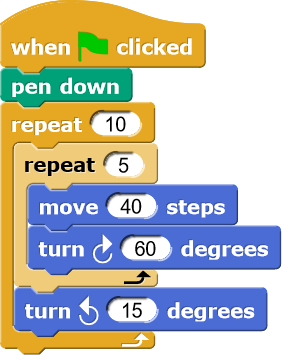 when clicked
pen down
repeat 10
repeat 5
move 40 steps
turn 60 degrees
turn 15 degrees